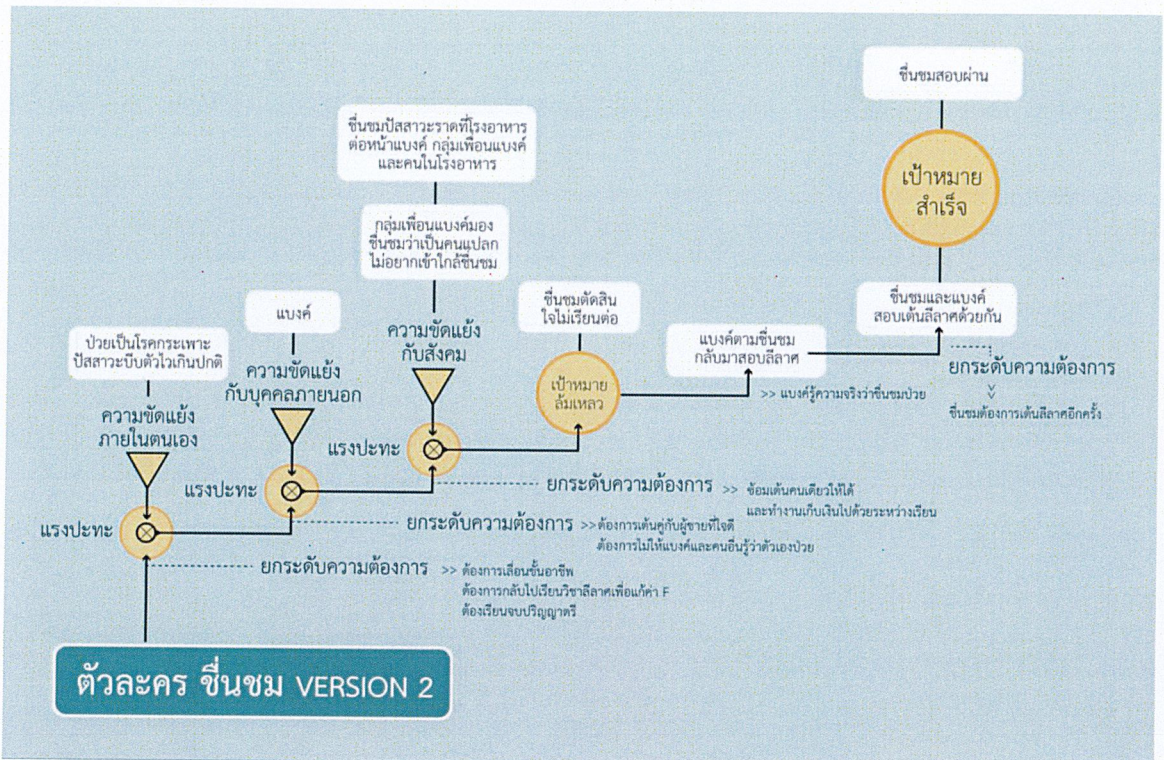 ชื่นชมสอบผ่าน
เป้าหมาย
สำเร็จ
ชื่นชมปัสสาวะราดที่โรงอาหาร
ต่อหน้าแบงค์ กลุ่มเพื่อนแบงค์
และคนในโรงอาหาร
กลุ่มเพื่อนแบงค์มอง
ชื่นชมว่าเป็นคนแปลก
ไม่อยากเข้าใกล้ชื่นชม
ชื่นชมตัดสิน
ใจไม่เรียนต่อ
ชื่นชมและแบงค์
สอบเต้นลีลาศด้วยกัน
แบงค์
ป่วยเป็นโรคกระเพาะ
ปัสสาวะบีบตัวไวเกินปกติ
ความขัดแย้ง
กับสังคม
แบงค์ตามชื่นชม
กลับมาสอบลีลาศ
ความขัดแย้ง
กับบุคคลภายนอก
เป้าหมาย
ล้มเหลว
ยกระดับความต้องการ
>> แบงค์รู้ความจริงว่าชื่นชมป่วย
ชื่นชมต้องการเต้นลีลาศอีกครั้ง
ความขัดแย้ง
ภายในตนเอง
แรงปะทะ
แรงปะทะ
ยกระดับความต้องการ >> ซ้อมเต้นคนเดียวให้ได้
และทำงานเก็บเงินไปด้วยระหว่างเรียน
แรงปะทะ
ยกระดับความต้องการ >>ต้องการเต้นคู่กับผู้ชายที่ใจดี
ต้องการไม่ให้แบงค์และคนอื่นรู้ว่าตัวเองป่วย
ยกระดับความต้องการ >> ต้องการเลื่อนขั้นอาชีพ
ต้องการกลับไปเรียนวิชาลีลาศเพื่อแก้ค่า F
ต้องเรียนจบปริญญาตรี
ตัวละคร ชื่นชม VERSION 2